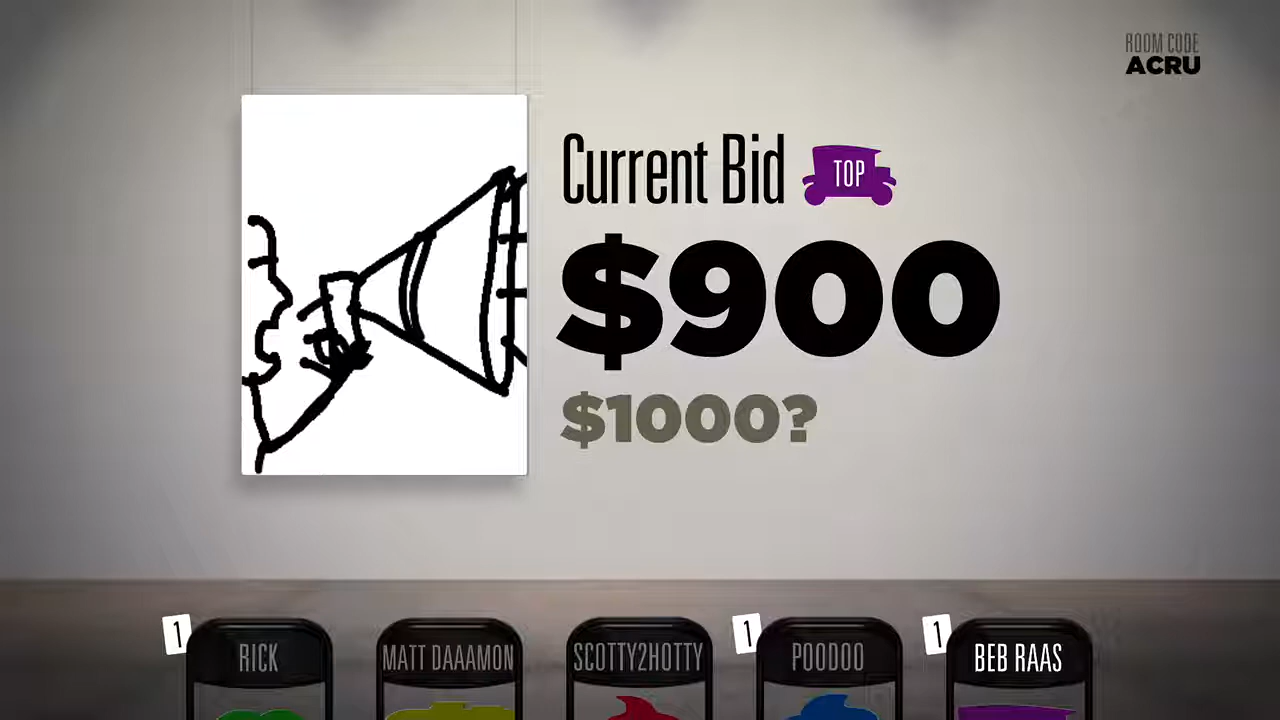 ROOM CODE
ACRU
Current Bid TOP
$900
$1000?
1 RICK
MATT DAAAMON
SCOTTY2HOTTY
1 POODOO
1 BEB RAAS